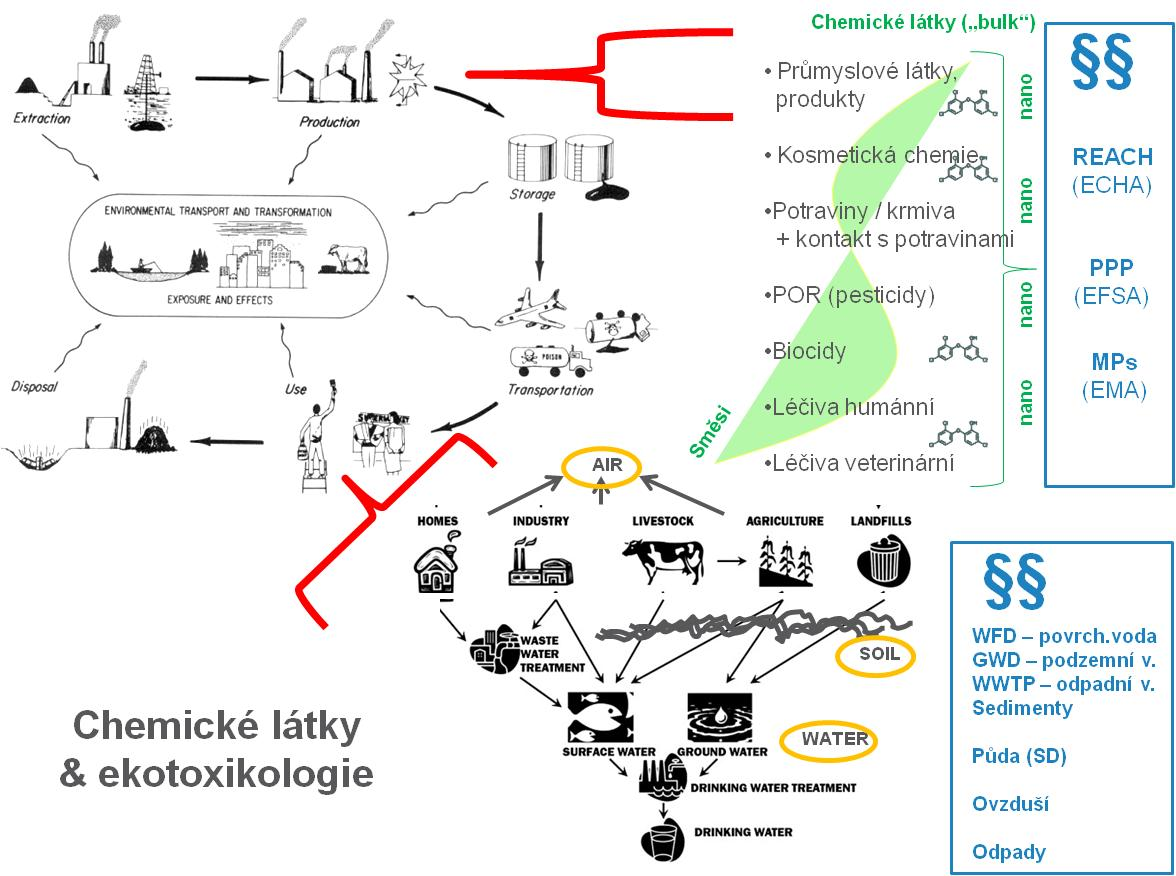 Chemické látky („bulk“)
Extraction
Production
Storage
ENVIRONMENTAL TRANSPORT AND TRANSFORMATION
EXPOSURE AND EFFECTS
POISON
Transportation
Disposal
Use
SUPERMARKET
• Průmyslové látky,
produkty
• Kosmetická chemie
• Potraviny / krmiva
+ kontakt s potravinami
•POR (pesticidy)
•Biocidy
•Léčiva humánní
•Léčiva veterinární
Směsi
nano
nano
nano
nano
§§
REACH
(ECHA)
PPP
(EFSA)
MPs
(EMA)
AIR
HOMES
INDUSTRY
LIVESTOCK
AGRICULTURE
LANDFILLS
WASTE
WATER
TREATMENT
SOIL
SURFACE WATER
GROUND WATER
WATER
DRINKING WATER TREATMENT
DRINKING WATER
Chemické látky
& ekotoxikologie
§§
WFD – povrch.voda
GWD – podzemní v.
WWTP – odpadní v.
Sedimenty
Půda (SD)
Ovzduší
Odpady